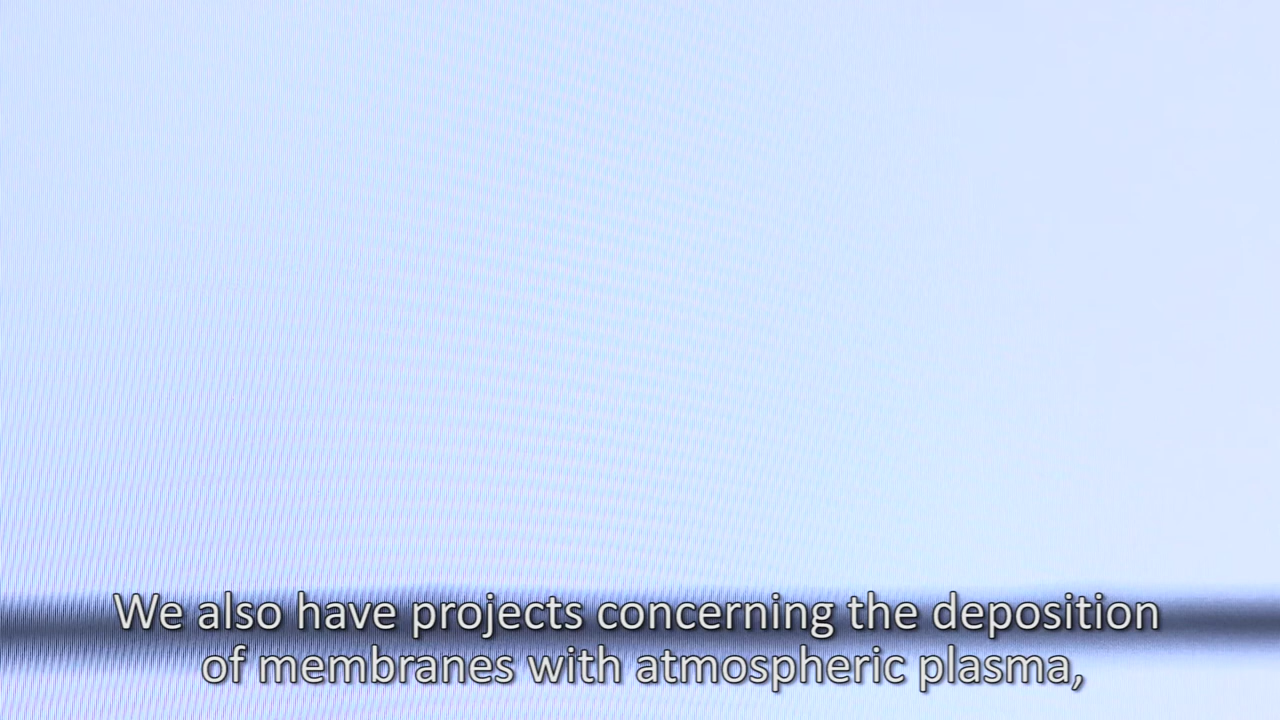 We also have projects concerning the deposition
of membranes with atmospheric plasma,